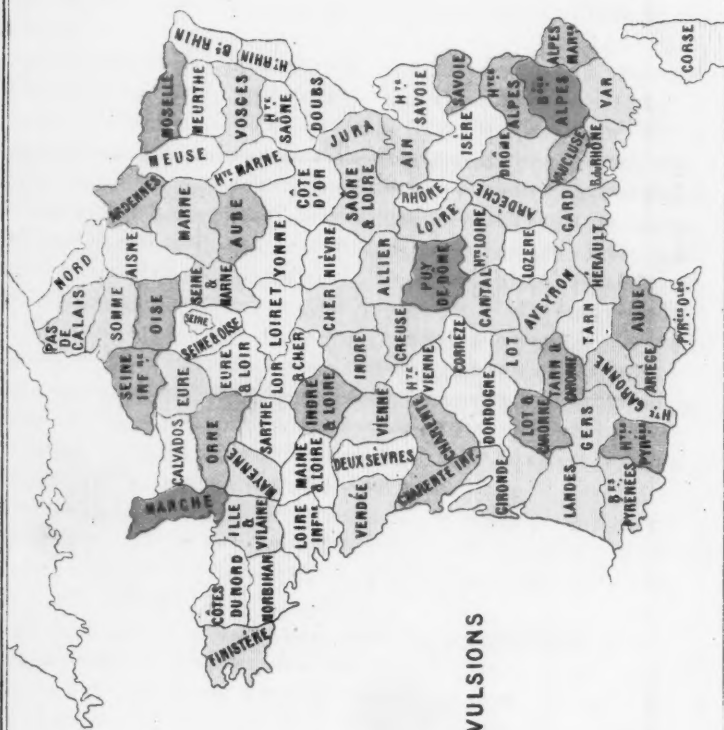 NORD
PAS
DE
CALAIS
SOMME
AISNE
ARDENNES
SEINE
INFRE
OISE
EURE
CALVADOS
MANCHE
ORNE
EURE
& LOIR
SEINE
SEINE & OISE
SEINE
&
MARNE
MARNE
MEUSE
MOSELLE
MEURTHE
BS RHIN
HT RHIN
VOSGES
HTE
SAÔNE
HTE MARNE
AUBE
YONNE
CÔTE
D'OR
DOUBS
JURA
FINISTÈRE
CÔTES
DU NORD
MORBIHAN
ILLE
&
VILAINE
MAYENNE
SARTHE
LOIRE
INFRE
MAINE
& LOIRE
INDRE
& LOIRE
LOIR
& CHER
LOIRET
CHER
NIÈVRE
SAÔNE
& LOIRE
VENDÉE
DEUX SÈVRES
VIENNE
INDRE
CREUSE
ALLIER
AIN
HTE
SAVOIE
SAVOIE
CHARENTE INF.
CHARENTE
HTE
VIENNE
PUY
DE DÔME
LOIRE
RHÔNE
ISÈRE
GIRONDE
DORDOGNE
CORRÈZE
CANTAL
HTE LOIRE
ARDÈCHE
DRÔME
HTES
ALPES
LANDES
LOT &
GARONNE
LOT
TARN &
GARONNE
AVEYRON
LOZÈRE
GARD
VAUCLUSE
BSES
ALPES
ALPES
MARES
VAR
B. DU RHÔNE
BSES
PYRÉNÉES
HTES
PYRÉES
GERS
HTE GARONNE
TARN
HÉRAULT
ARIÈGE
AUDE
PYRÉES OLES
CORSE
VULSIONS